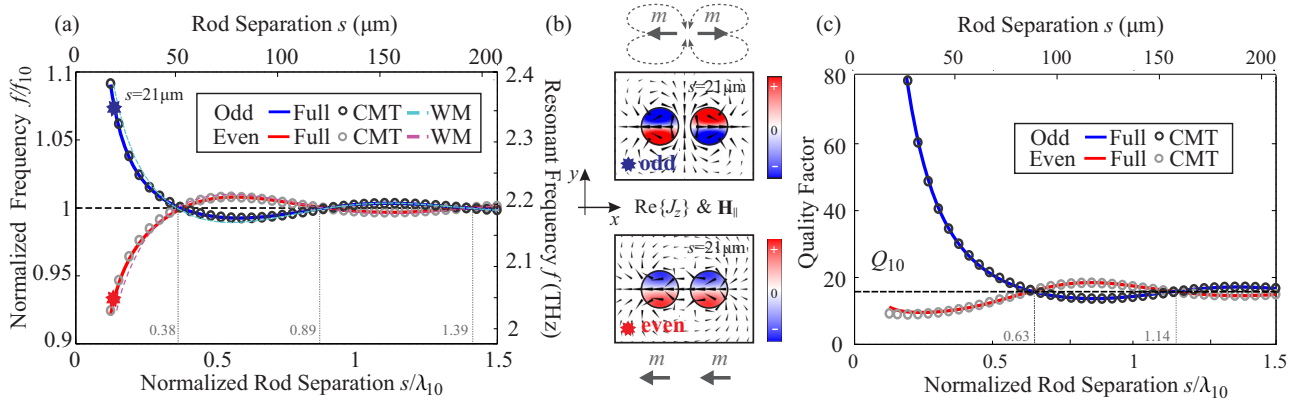 (a)
Rod Separation s (μm)
0 50 100 150 200
1.1
1.05
1
0.95
0.9
Normalized Frequency f/f10
2.4
2.3
2.2
2.1
2
Resonant Frequency f (THz)
s=21μm
Odd Full CMT WM
Even Full CMT WM
0.38
0.89
1.39
0 0.5 1 1.5
Normalized Rod Separation s/λ10
(b)
m m
s=21μm
odd
+
0
−
y
x
Re{Jz} & H∥
s=21μm
even
+
0
−
m m
(c)
Rod Separation s (μm)
0 50 100 150 200
80
60
40
20
0
Quality Factor
Odd Full CMT
Even Full CMT
Q10
0.63
1.14
0 0.5 1 1.5
Normalized Rod Separation s/λ10